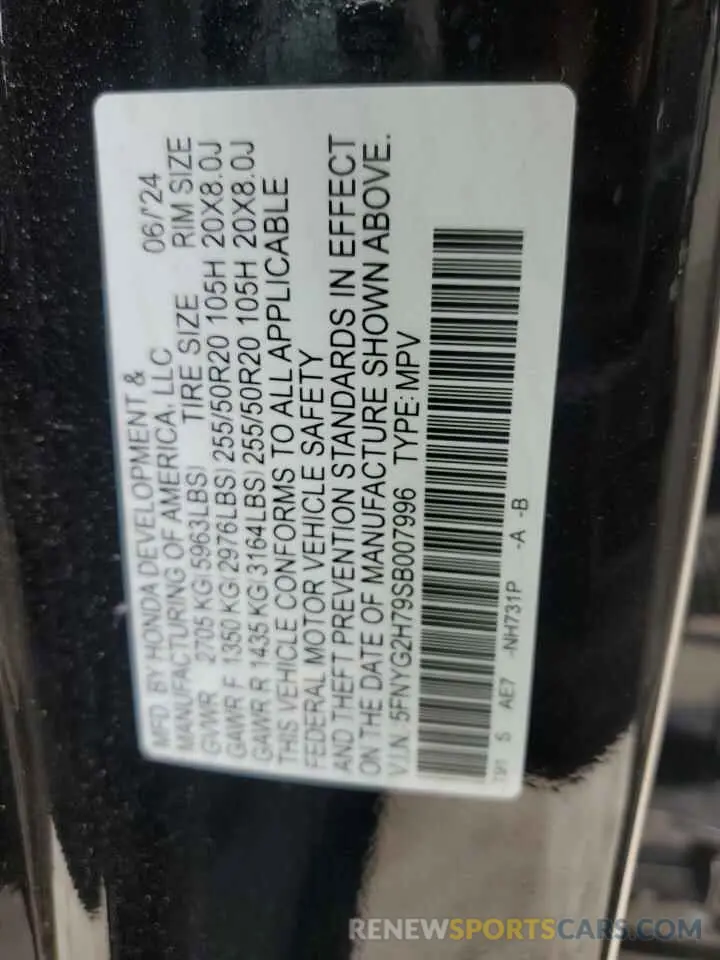 MFD. BY HONDA DEVELOPMENT &
MANUFACTURING OF AMERICA, LLC 06/'24
GVWR 2705 KG(5963LBS) TIRE SIZE RIM SIZE
GAWR F 1350 KG(2976LBS) 255/50R20 105H 20X8.0J
GAWR R 1435 KG(3164LBS) 255/50R20 105H 20X8.0J
THIS VEHICLE CONFORMS TO ALL APPLICABLE
FEDERAL MOTOR VEHICLE SAFETY
AND THEFT PREVENTION STANDARDS IN EFFECT
ON THE DATE OF MANUFACTURE SHOWN ABOVE.
V.I.N. 5FNYG2H79SB007996 TYPE: MPV
T91 S AE7 -NH731P -A -B
RENEWSPORTSCARS.COM